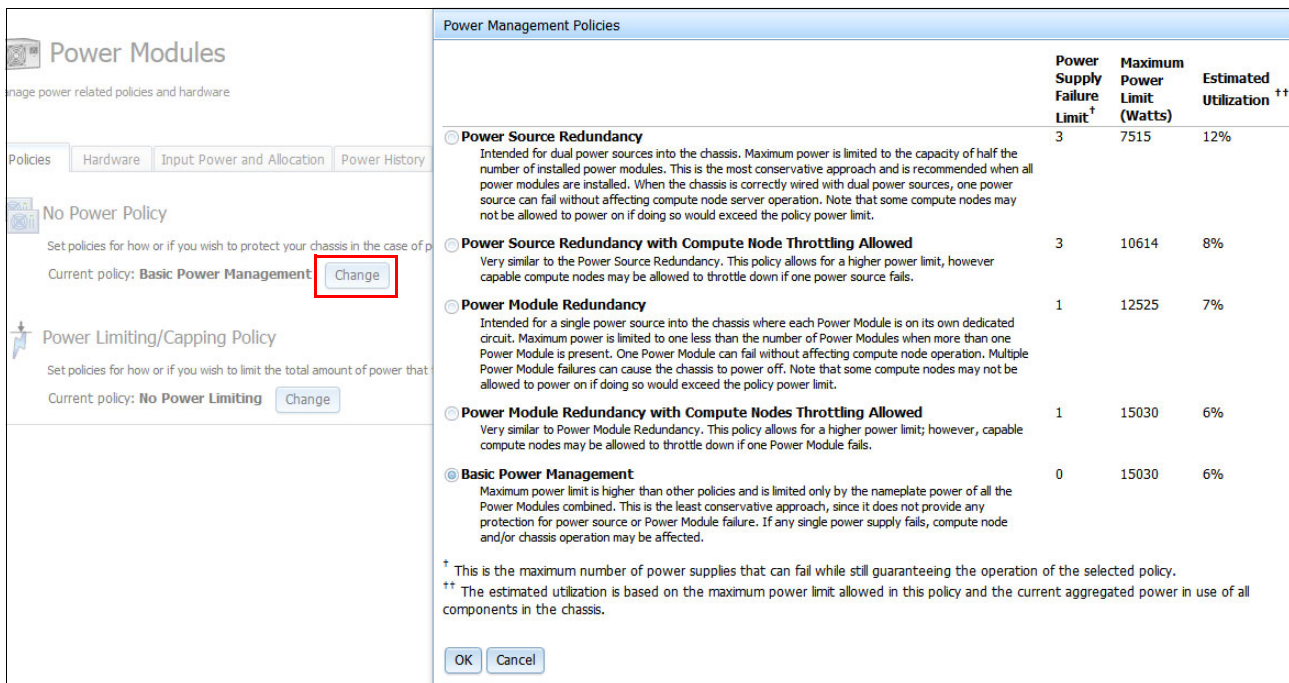 Power Modules
anage power related policies and hardware
Policies
Hardware
Input Power and Allocation
Power History
No Power Policy
Set policies for how or if you wish to protect your chassis in the case of p
Current policy: Basic Power Management
Change
Power Limiting/Capping Policy
Set policies for how or if you wish to limit the total amount of power that
Current policy: No Power Limiting
Change
Power Management Policies
Power Supply Failure Limit†
Maximum Power Limit (Watts)
Estimated Utilization ††
Power Source Redundancy 3 7515 12%
Intended for dual power sources into the chassis. Maximum power is limited to the capacity of half the
number of installed power modules. This is the most conservative approach and is recommended when all
power modules are installed. When the chassis is correctly wired with dual power sources, one power
source can fail without affecting compute node server operation. Note that some compute nodes may
not be allowed to power on if doing so would exceed the policy power limit.
Power Source Redundancy with Compute Node Throttling Allowed 3 10614 8%
Very similar to the Power Source Redundancy. This policy allows for a higher power limit, however
capable compute nodes may be allowed to throttle down if one power source fails.
Power Module Redundancy 1 12525 7%
Intended for a single power source into the chassis where each Power Module is on its own dedicated
circuit. Maximum power is limited to one less than the number of Power Modules when more than one
Power Module is present. One Power Module can fail without affecting compute node operation. Multiple
Power Module failures can cause the chassis to power off. Note that some compute nodes may not be
allowed to power on if doing so would exceed the policy power limit.
Power Module Redundancy with Compute Nodes Throttling Allowed 1 15030 6%
Very similar to Power Module Redundancy. This policy allows for a higher power limit; however, capable
compute nodes may be allowed to throttle down if one Power Module fails.
Basic Power Management 0 15030 6%
Maximum power limit is higher than other policies and is limited only by the nameplate power of all the
Power Modules combined. This is the least conservative approach, since it does not provide any
protection for power source or Power Module failure. If any single power supply fails, compute node
and/or chassis operation may be affected.
† This is the maximum number of power supplies that can fail while still guaranteeing the operation of the selected policy.
†† The estimated utilization is based on the maximum power limit allowed in this policy and the current aggregated power in use of all
components in the chassis.
OK
Cancel